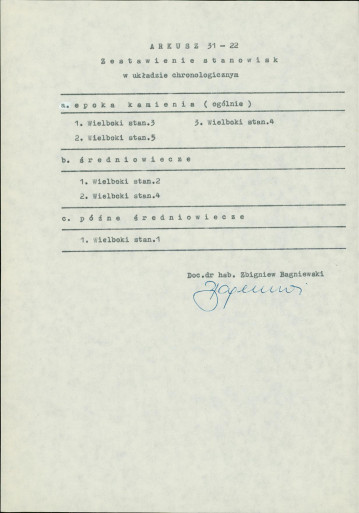 A R K U S Z  31 - 22
Z e s t a w i e n i e  s t a n o w i s k
w układzie chronologicznym
a. e p o k a  k a m i e n i a  ( ogólnie )
1. Wielboki stan.3  3. Wielboki stan.4
2. Wielboki stan.5
b. ś r e d n i o w i e c z e
1. Wielboki stan.2
2. Wielboki stan.4
c. p ó ź n e  ś r e d n i o w i e c z e
1. Wielboki stan.1
Doc.dr hab. Zbigniew Bagniewski